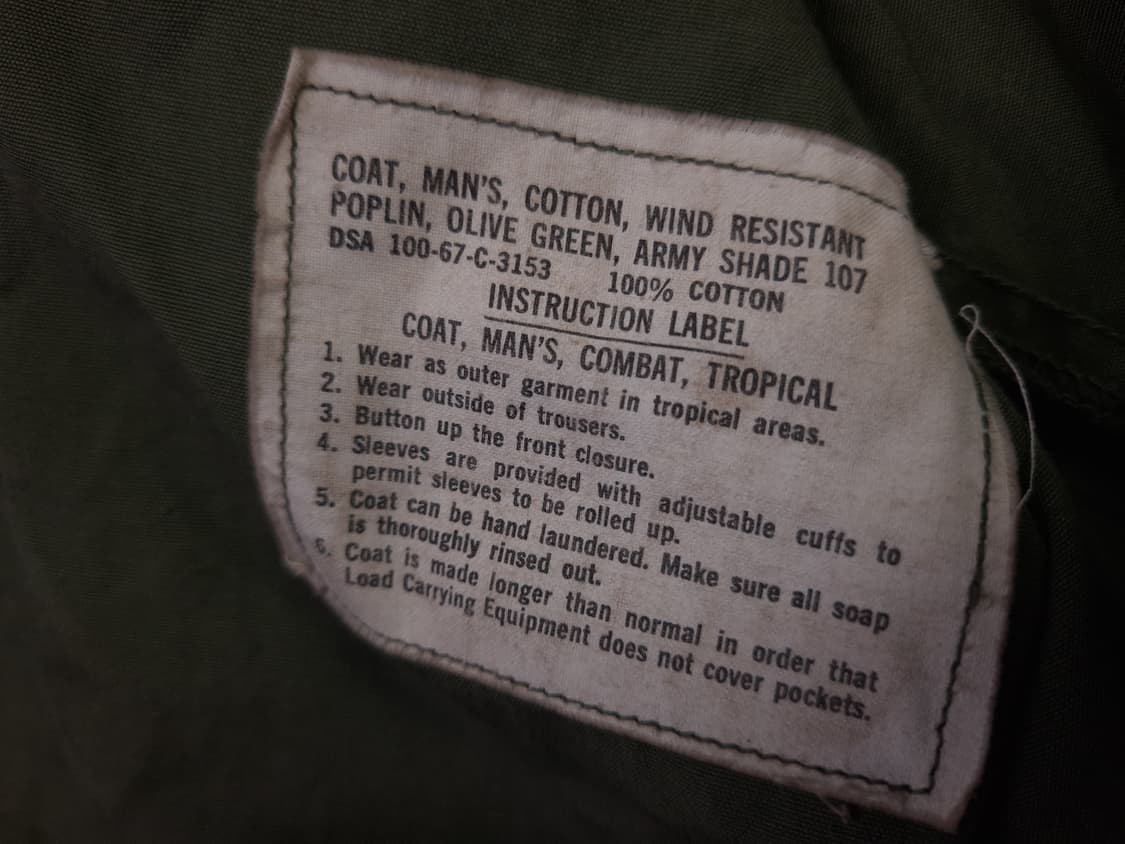 COAT, MAN'S, COTTON, WIND RESISTANT
POPLIN, OLIVE GREEN, ARMY SHADE 107
DSA 100-67-C-3153 100% COTTON
INSTRUCTION LABEL
COAT, MAN'S, COMBAT, TROPICAL
1. Wear as outer garment in tropical areas.
2. Wear outside of trousers.
3. Button up the front closure.
4. Sleeves are provided with adjustable cuffs to
permit sleeves to be rolled up.
5. Coat can be hand laundered. Make sure all soap
is thoroughly rinsed out.
6. Coat is made longer than normal in order that
Load Carrying Equipment does not cover pockets.